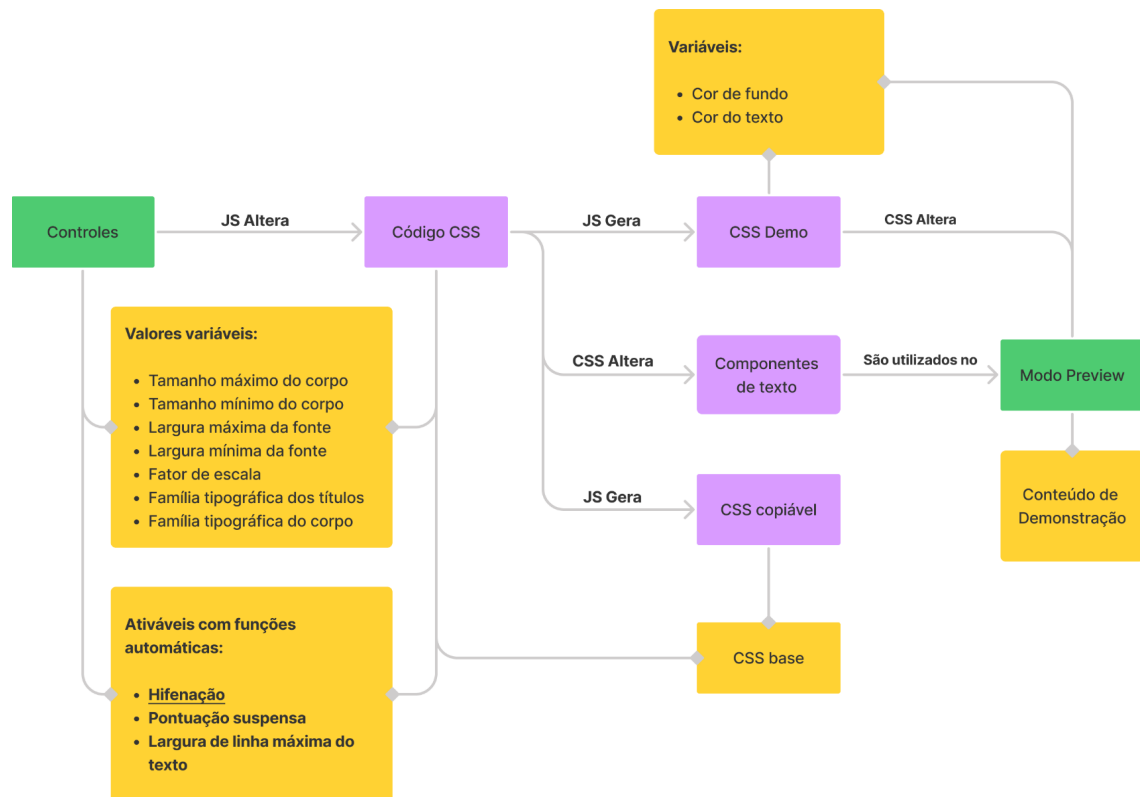 Variáveis:
• Cor de fundo
• Cor do texto
Controles
JS Altera
Código CSS
JS Gera
CSS Demo
CSS Altera
Valores variáveis:
• Tamanho máximo do corpo
• Tamanho mínimo do corpo
• Largura máxima da fonte
• Largura mínima da fonte
• Fator de escala
• Família tipográfica dos títulos
• Família tipográfica do corpo
CSS Altera
Componentes
de texto
São utilizados no
Modo Preview
JS Gera
CSS copiável
Conteúdo de
Demonstração
Ativáveis com funções
automáticas:
• Hifenação
• Pontuação suspensa
• Largura de linha máxima do
texto
CSS base